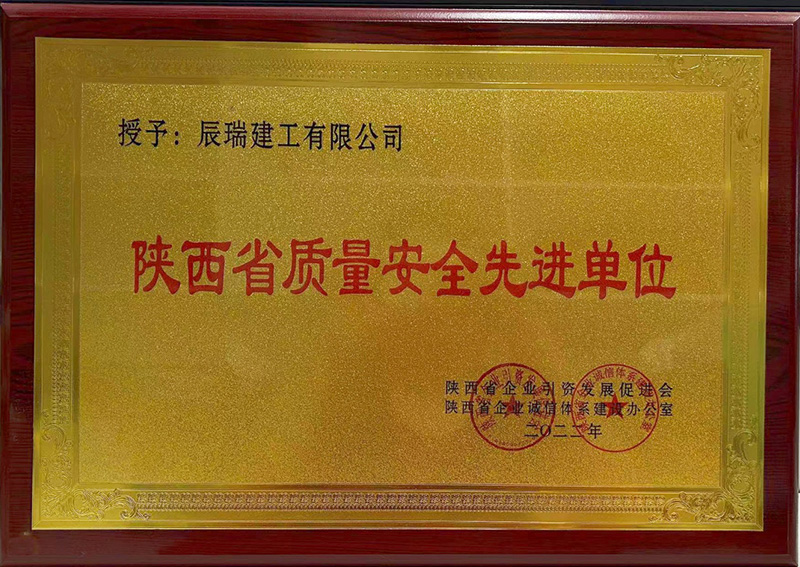 授予：辰瑞建工有限公司
陕西省质量安全先进单位
陕西省企业引资发展促进会
陕西省企业诚信体系建设办公室
二〇二二年